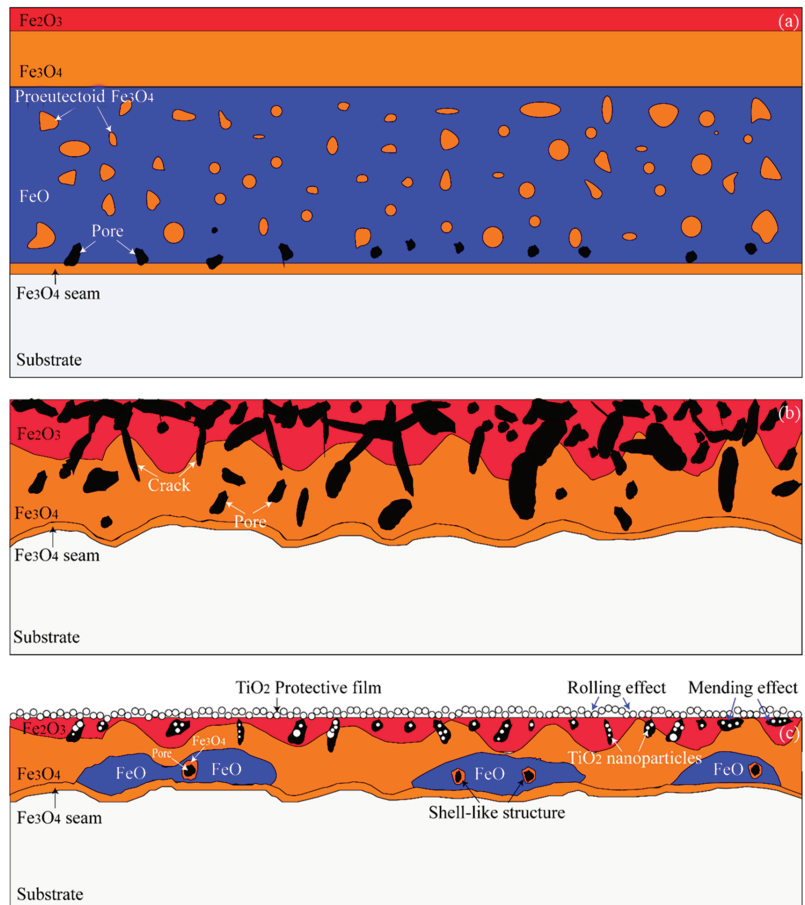 Fe2O3
(a)
Fe3O4
Proeutectoid Fe3O4
FeO
Pore
Fe3O4 seam
Substrate
(b)
Fe2O3
Crack
Fe3O4
Pore
Fe3O4 seam
Substrate
TiO2 Protective film
Rolling effect
Mending effect
Fe2O3
(c)
Fe3O4
Pore
TiO2 nanoparticles
Fe3O4
FeO
FeO
FeO
FeO
Fe3O4 seam
Shell-like structure
Substrate